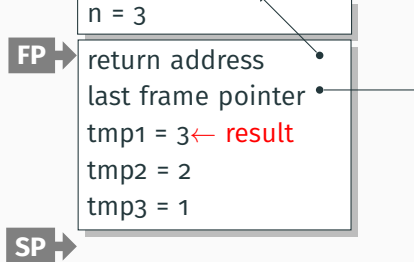 n = 3
FP
return address
last frame pointer
tmp1 = 3← result
tmp2 = 2
tmp3 = 1
SP